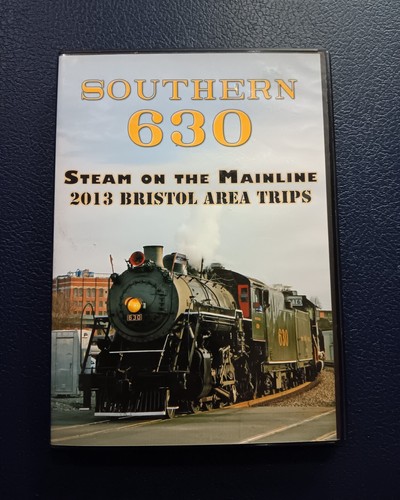 SOUTHERN
630
STEAM ON THE MAINLINE
2013 BRISTOL AREA TRIPS
630
630